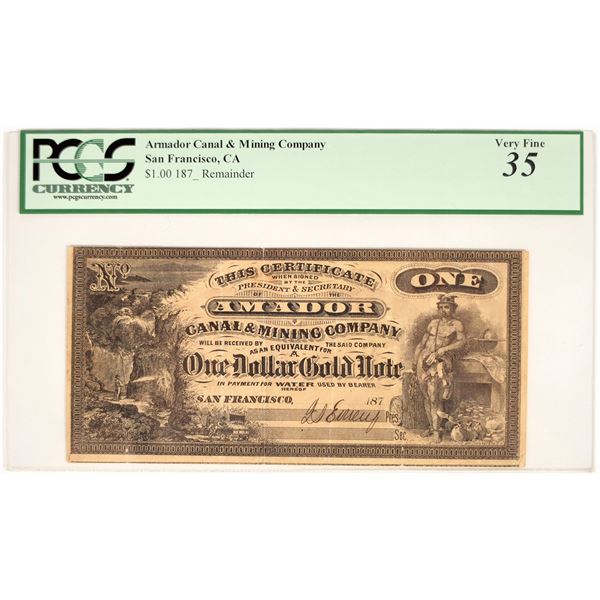 PCGS
CURRENCY
www.pcgscurrency.com
Armador Canal & Mining Company
San Francisco, CA
$1.00 187_ Remainder
Very Fine
35
No
ONE
THIS CERTIFICATE
WHEN SIGNED
BY THE
PRESIDENT & SECRETARY
OF THE
AMADOR
CANAL & MINING COMPANY
WILL BE RECEIVED BY THE SAID COMPANY
AS AN EQUIVALENT FOR
A
One Dollar Gold Note
IN PAYMENT FOR WATER USED BY BEARER
HEREOF
SAN FRANCISCO, 187
Pres.
Sec.